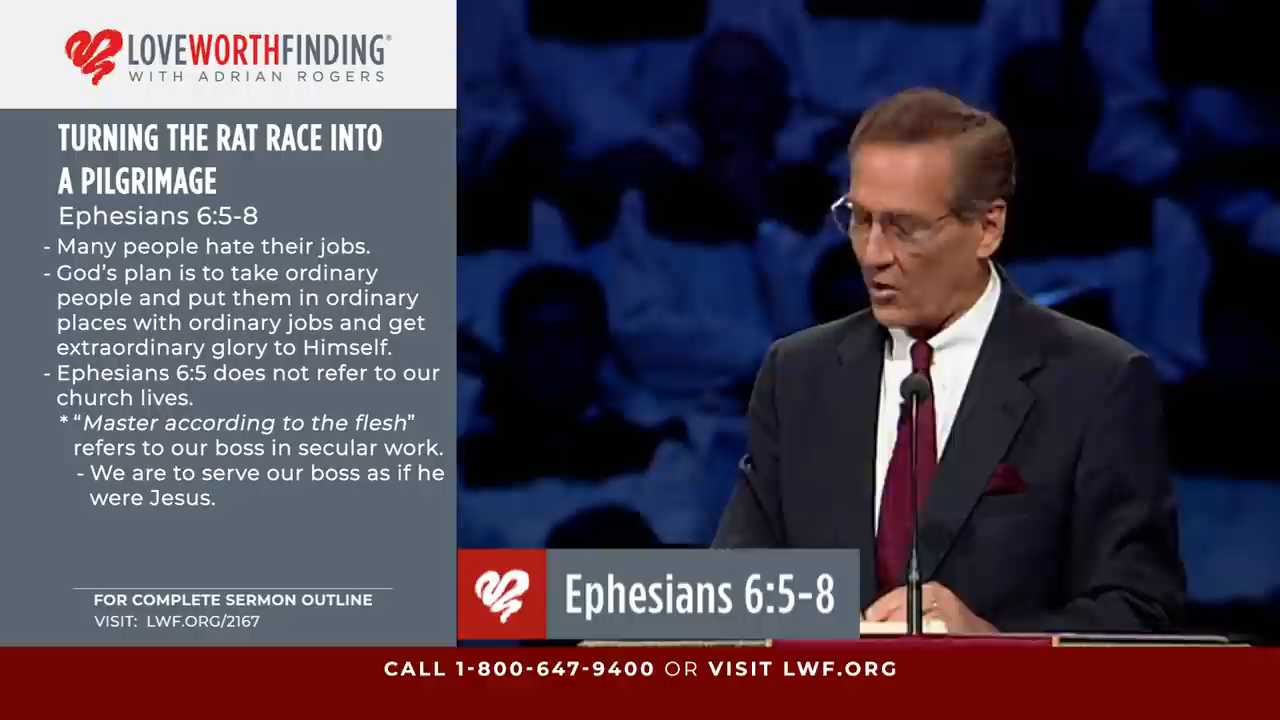 LOVEWORTHFINDING®
WITH ADRIAN ROGERS
TURNING THE RAT RACE INTO
A PILGRIMAGE
Ephesians 6:5-8
- Many people hate their jobs.
- God's plan is to take ordinary
people and put them in ordinary
places with ordinary jobs and get
extraordinary glory to Himself.
- Ephesians 6:5 does not refer to our
church lives.
* “Master according to the flesh”
refers to our boss in secular work.
- We are to serve our boss as if he
were Jesus.
FOR COMPLETE SERMON OUTLINE
VISIT: LWF.ORG/2167
Ephesians 6:5-8
CALL 1-800-647-9400 OR VISIT LWF.ORG